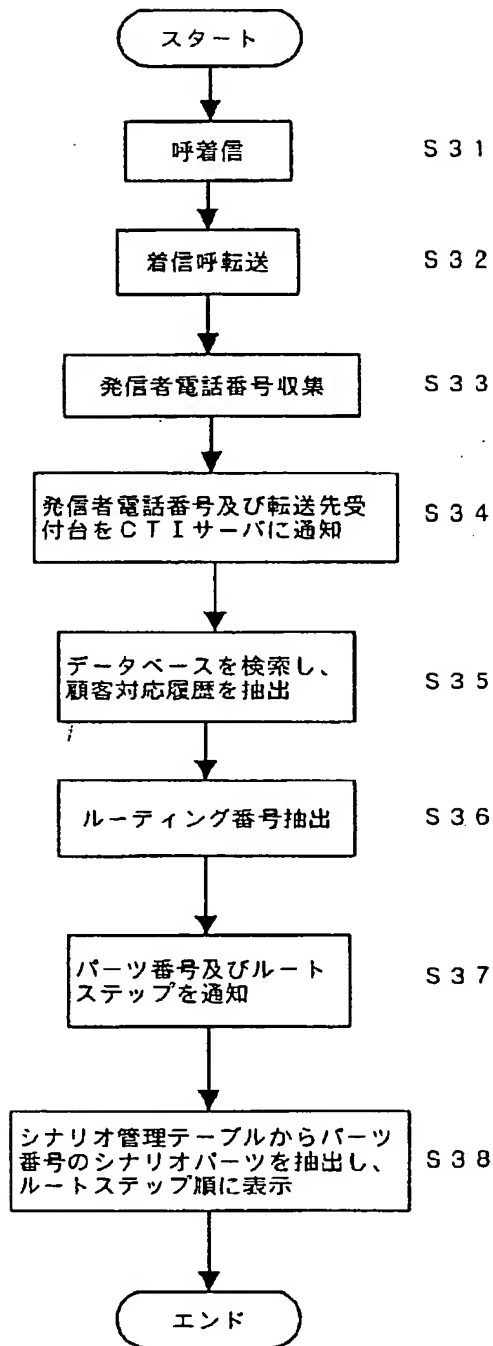 スタート
呼着信
S31
着信呼転送
S32
発信者電話番号収集
S33
発信者電話番号及び転送先受
付台をCTIサーバに通知
S34
データベースを検索し、
顧客対応履歴を抽出
S35
ルーティング番号抽出
S36
パーツ番号及びルート
ステップを通知
S37
シナリオ管理テーブルからパーツ
番号のシナリオパーツを抽出し、
ルートステップ順に表示
S38
エンド